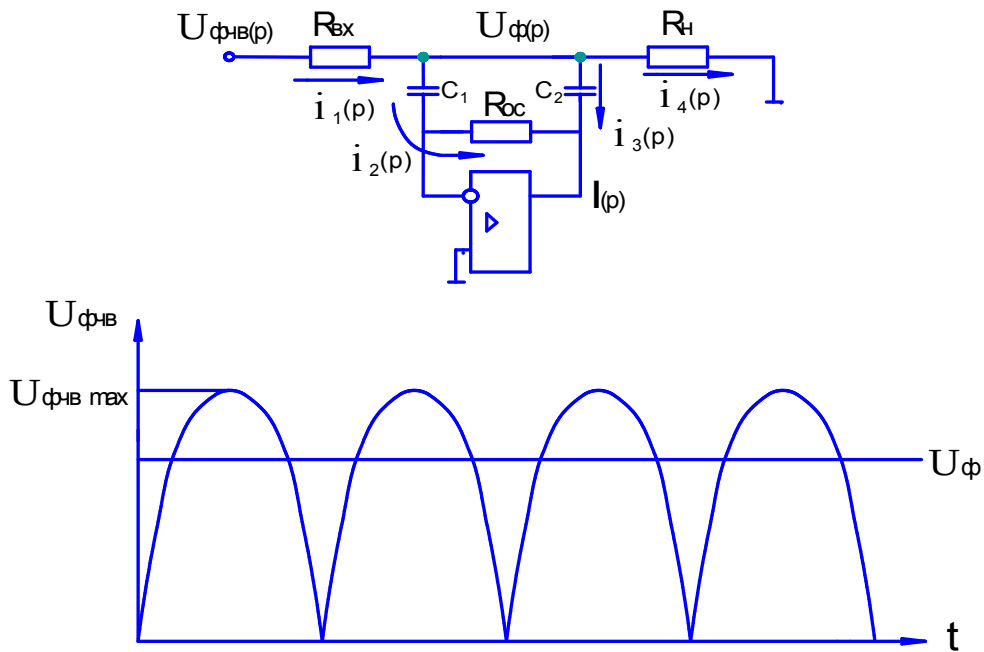 Uфчв(p) Rвх Uф(p) Rн
C₁ C₂
i₁(p) Rос i₄(p)
i₃(p)
i₂(p)
I(p)
Uфчв
Uфчв max
Uф
t